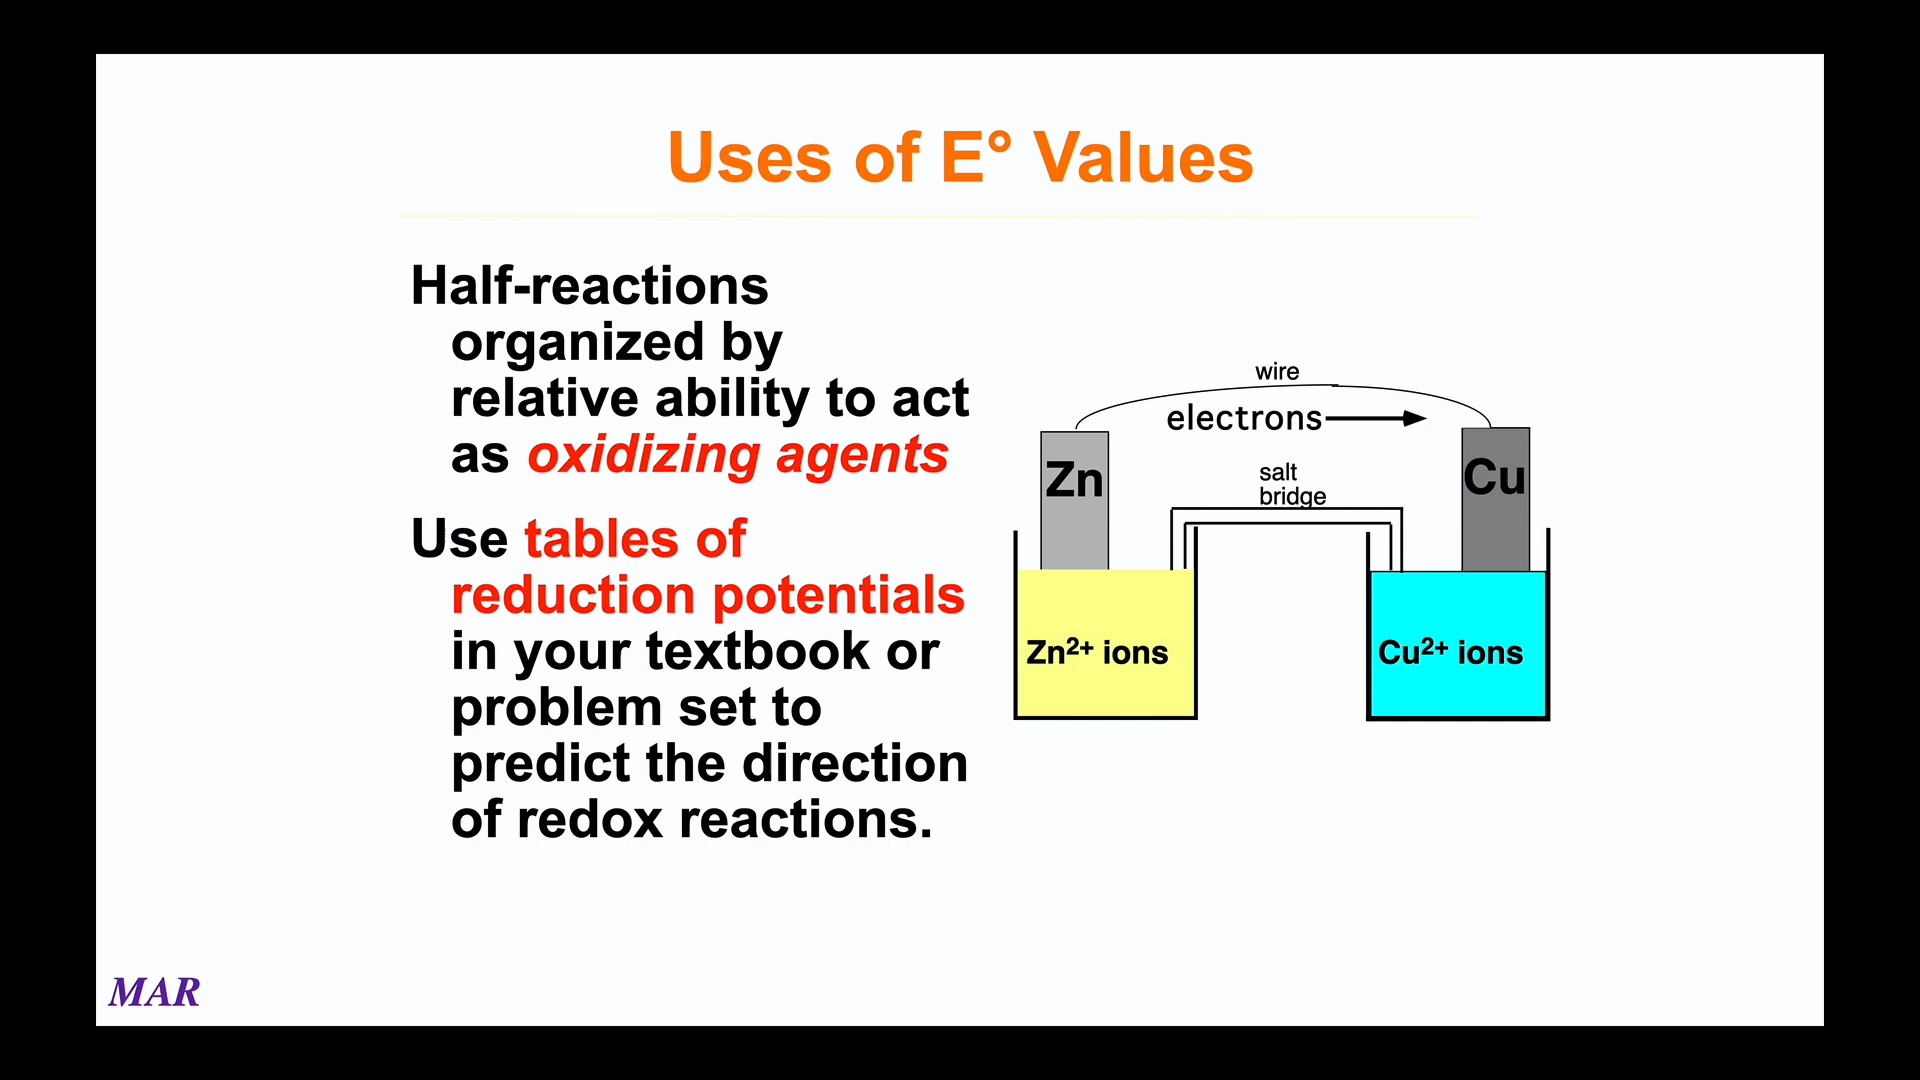 Uses of E° Values
Half-reactions
organized by
relative ability to act
as oxidizing agents
Use tables of
reduction potentials
in your textbook or
problem set to
predict the direction
of redox reactions.
wire
electrons
Zn
Cu
salt
bridge
Zn²⁺ ions
Cu²⁺ ions
MAR